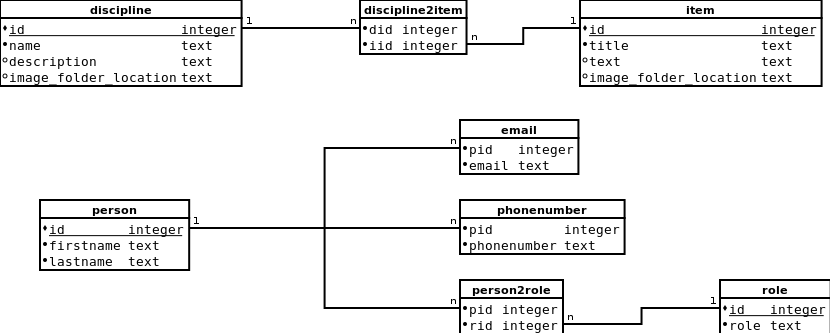 discipline
id integer
name text
description text
image_folder_location text
1
n
discipline2item
did integer
iid integer
n
1
item
id integer
title text
text text
image_folder_location text
email
pid integer
email text
n
person
id integer
firstname text
lastname text
1
n
phonenumber
pid integer
phonenumber text
n
person2role
pid integer
rid integer
n
1
role
id integer
role text